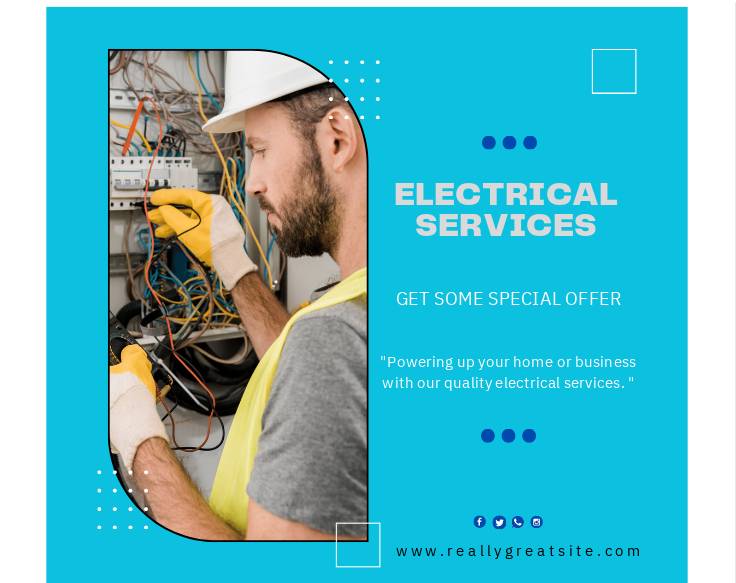 ELECTRICAL
SERVICES
GET SOME SPECIAL OFFER
"Powering up your home or business
with our quality electrical services. "
www.reallygreatsite.com